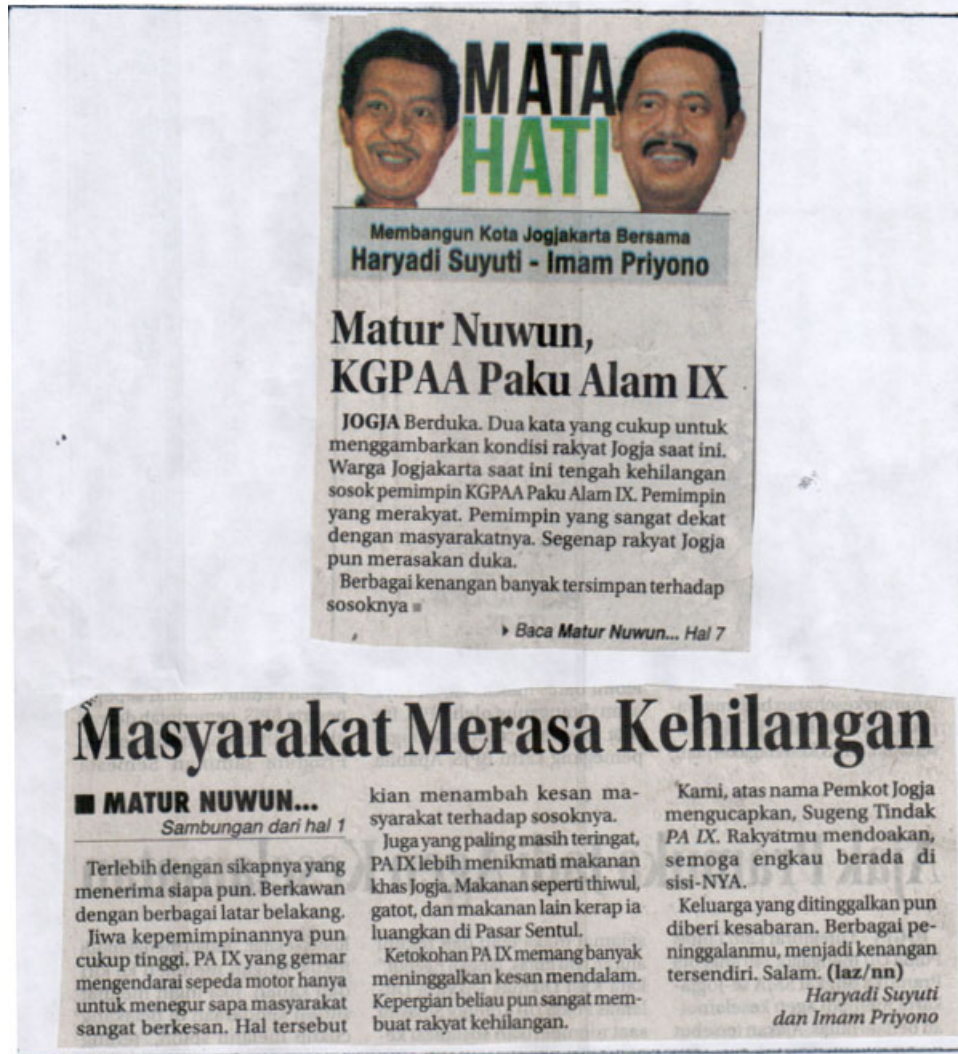 MATA
HATI
Membangun Kota Jogjakarta Bersama
Haryadi Suyuti - Imam Priyono
Matur Nuwun,
KGPAA Paku Alam IX
JOGJA Berduka. Dua kata yang cukup untuk
menggambarkan kondisi rakyat Jogja saat ini.
Warga Jogjakarta saat ini tengah kehilangan
sosok pemimpin KGPAA Paku Alam IX. Pemimpin
yang merakyat. Pemimpin yang sangat dekat
dengan masyarakatnya. Segenap rakyat Jogja
pun merasakan duka.
Berbagai kenangan banyak tersimpan terhadap
sosoknya ■
▶ Baca Matur Nuwun... Hal 7
Masyarakat Merasa Kehilangan
■ MATUR NUWUN...
Sambungan dari hal 1
Terlebih dengan sikapnya yang
menerima siapa pun. Berkawan
dengan berbagai latar belakang.
Jiwa kepemimpinannya pun
cukup tinggi. PA IX yang gemar
mengendarai sepeda motor hanya
untuk menegur sapa masyarakat
sangat berkesan. Hal tersebut
kian menambah kesan ma-
syarakat terhadap sosoknya.
Juga yang paling masih teringat,
PA IX lebih menikmati makanan
khas Jogja. Makanan seperti thiwul,
gatot, dan makanan lain kerap ia
luangkan di Pasar Sentul.
Ketokohan PA IX memang banyak
meninggalkan kesan mendalam.
Kepergian beliau pun sangat mem-
buat rakyat kehilangan.
Kami, atas nama Pemkot Jogja
mengucapkan, Sugeng Tindak
PA IX. Rakyatmu mendoakan,
semoga engkau berada di
sisi-NYA.
Keluarga yang ditinggalkan pun
diberi kesabaran. Berbagai pe-
ninggalanmu, menjadi kenangan
tersendiri. Salam. (laz/nn)
Haryadi Suyuti
dan Imam Priyono